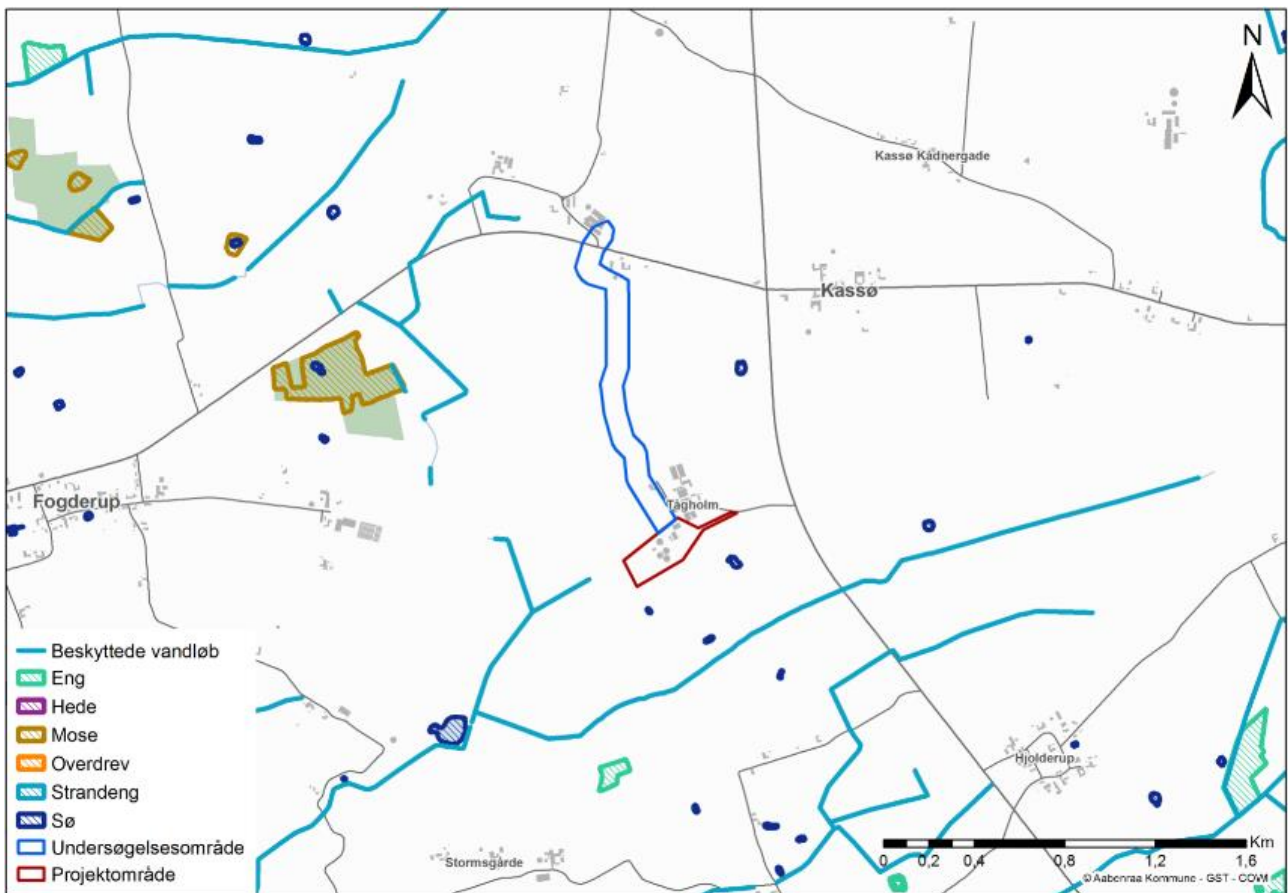 N
Kassø Kådnergade
Kassø
Tagholm
Fogderup
Hjolderup
Stormsgårde
Beskyttede vandløb
Eng
Hede
Mose
Overdrev
Strandeng
Sø
Undersøgelsesområde
Projektområde
Km
0 0,2 0,4 0,8 1,2 1,6
© Aabenraa Kommune - GST - COWI